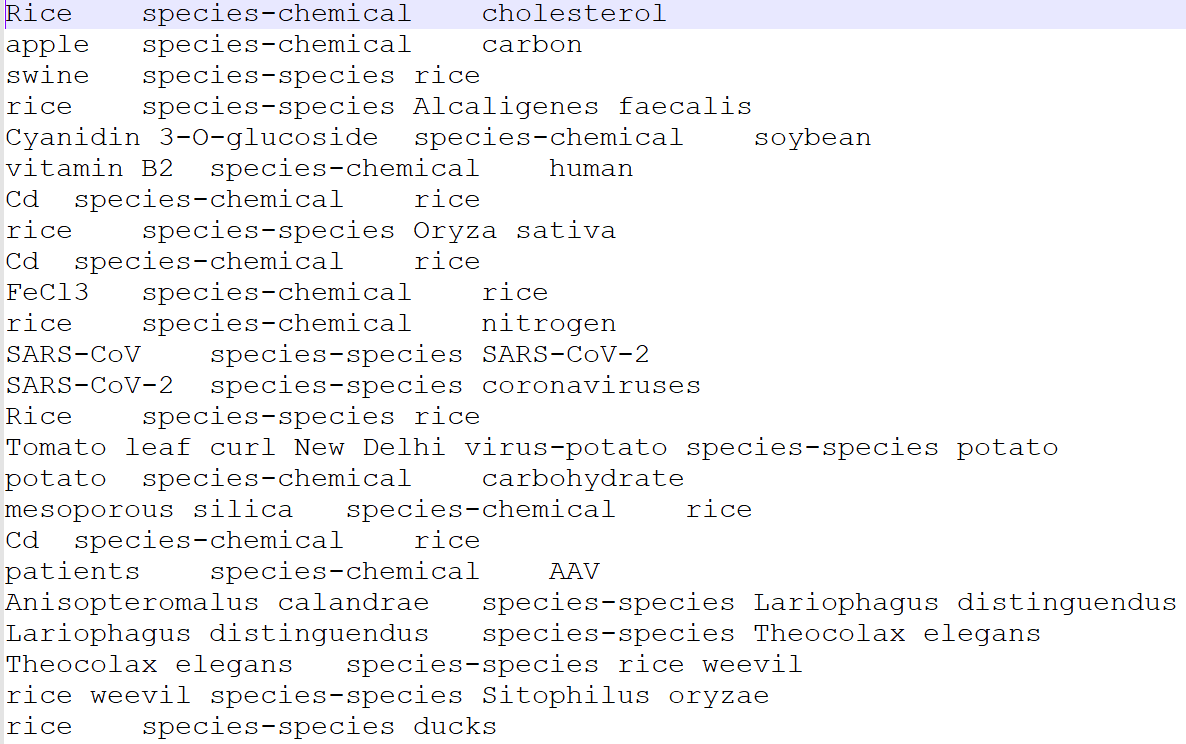 Rice	species-chemical	cholesterol
apple	species-chemical	carbon
swine	species-species	rice
rice	species-species	Alcaligenes faecalis
Cyanidin 3-O-glucoside	species-chemical	soybean
vitamin B2	species-chemical	human
Cd	species-chemical	rice
rice	species-species	Oryza sativa
Cd	species-chemical	rice
FeCl3	species-chemical	rice
rice	species-chemical	nitrogen
SARS-CoV	species-species	SARS-CoV-2
SARS-CoV-2	species-species	coronaviruses
Rice	species-species	rice
Tomato leaf curl New Delhi virus-potato	species-species	potato
potato	species-chemical	carbohydrate
mesoporous silica	species-chemical	rice
Cd	species-chemical	rice
patients	species-chemical	AAV
Anisopteromalus calandrae	species-species	Lariophagus distinguendus
Lariophagus distinguendus	species-species	Theocolax elegans
Theocolax elegans	species-species	rice weevil
rice weevil	species-species	Sitophilus oryzae
rice	species-species	ducks